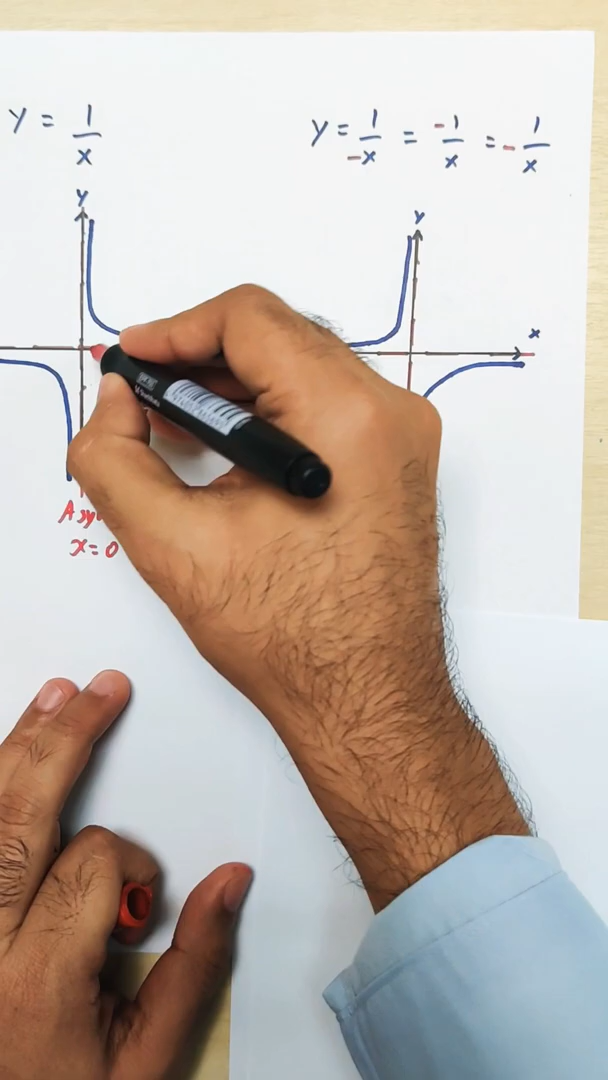 y = 1/x
y = 1/-x = -1/x = - 1/x
y
y
x
x=0